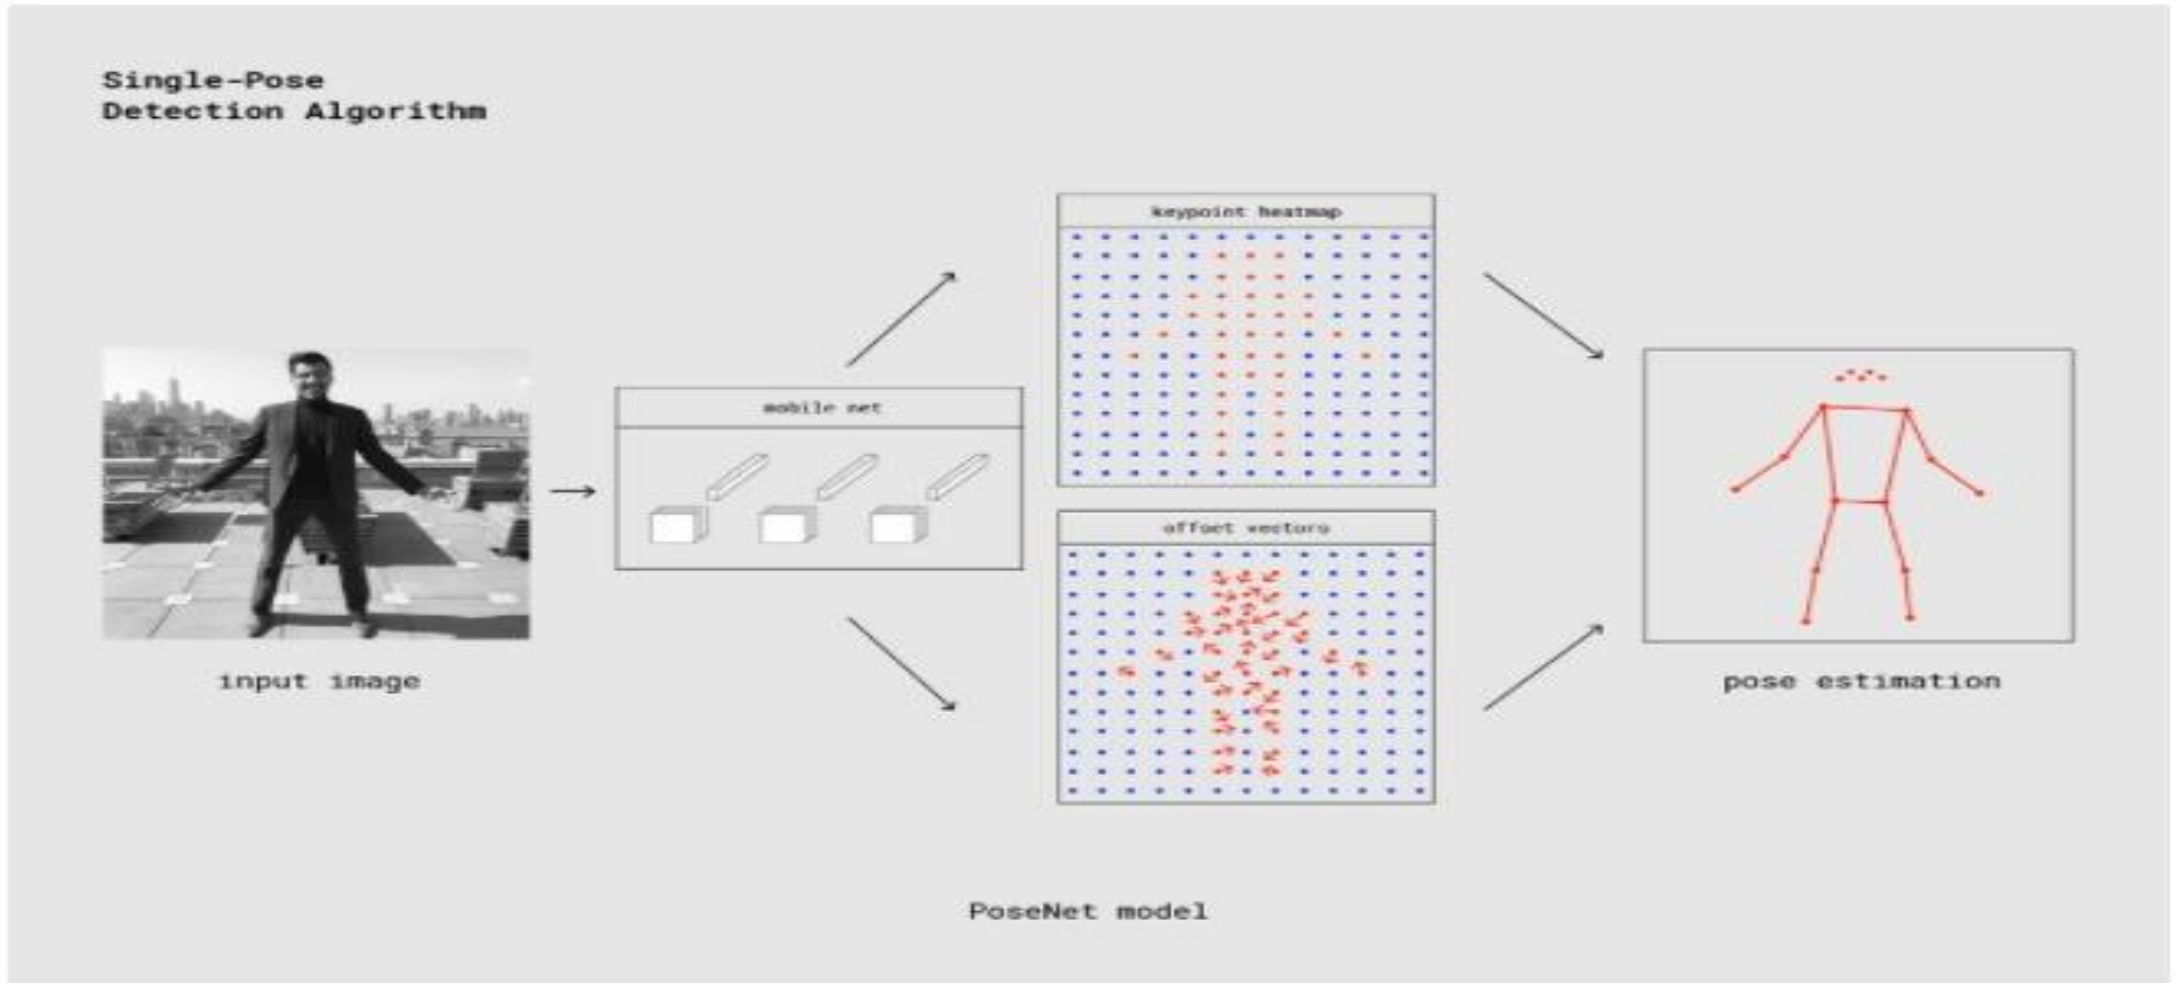 Single-Pose
Detection Algorithm
keypoint heatmap
mobile net
offset vectors
input image
pose estimation
PoseNet model